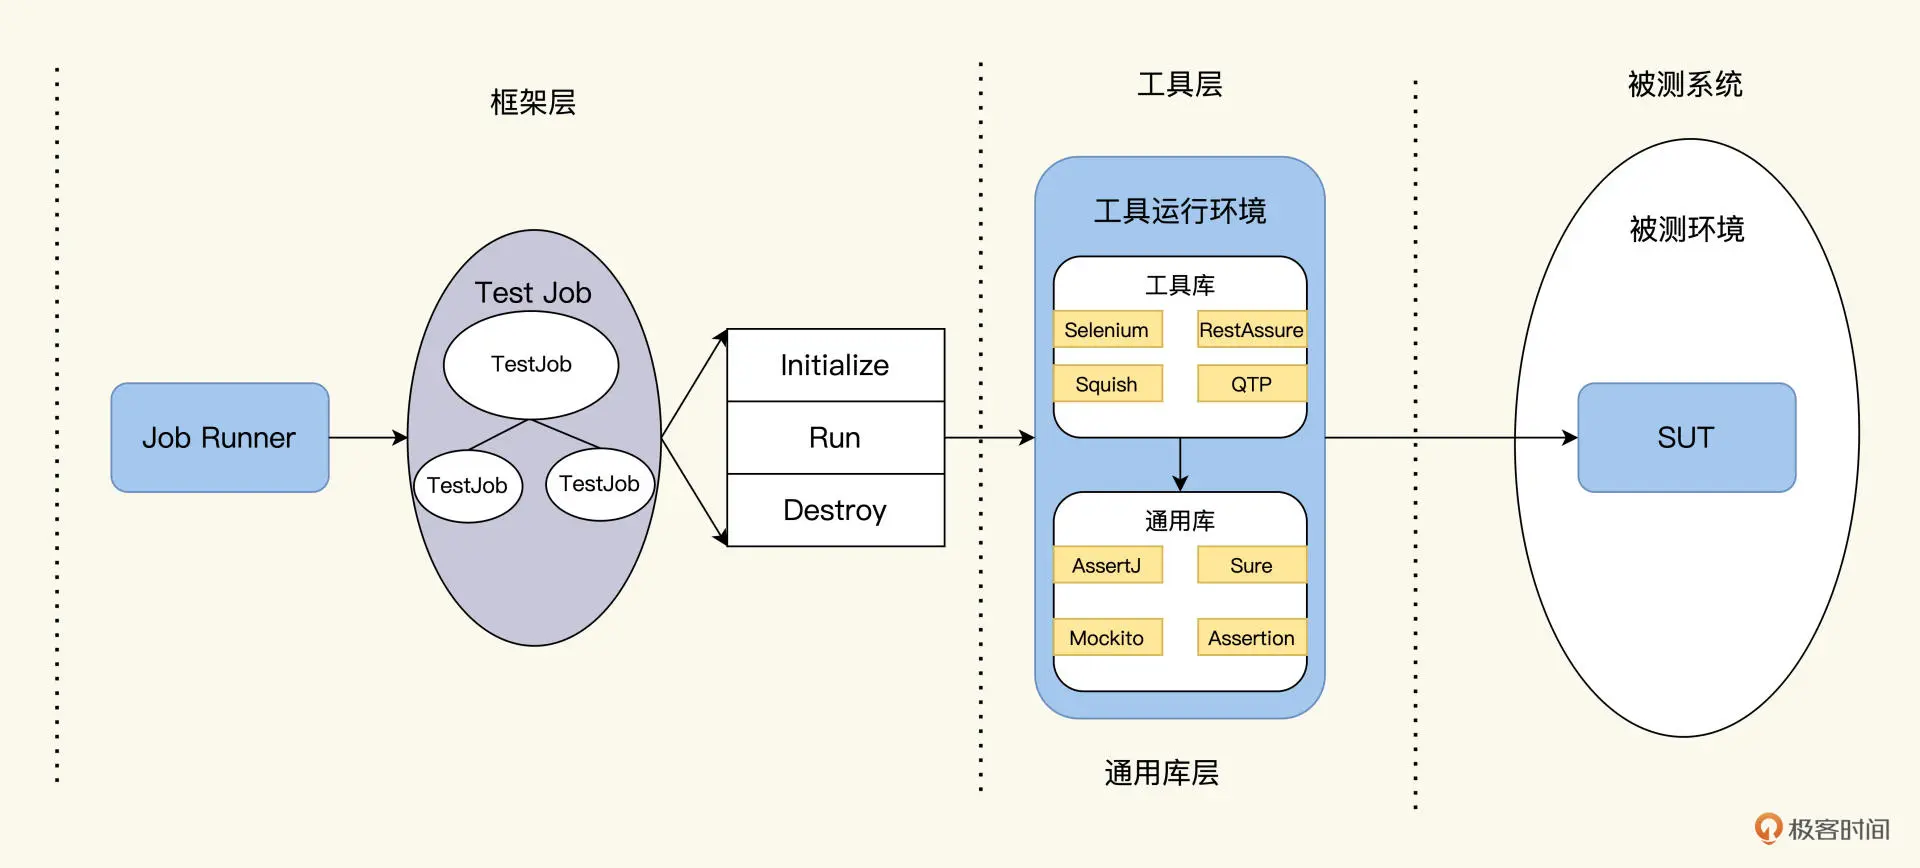 框架层
Job Runner
Test Job
TestJob
TestJob
TestJob
Initialize
Run
Destroy
工具层
工具运行环境
工具库
Selenium
RestAssure
Squish
QTP
通用库
AssertJ
Sure
Mockito
Assertion
通用库层
被测系统
被测环境
SUT
极客时间